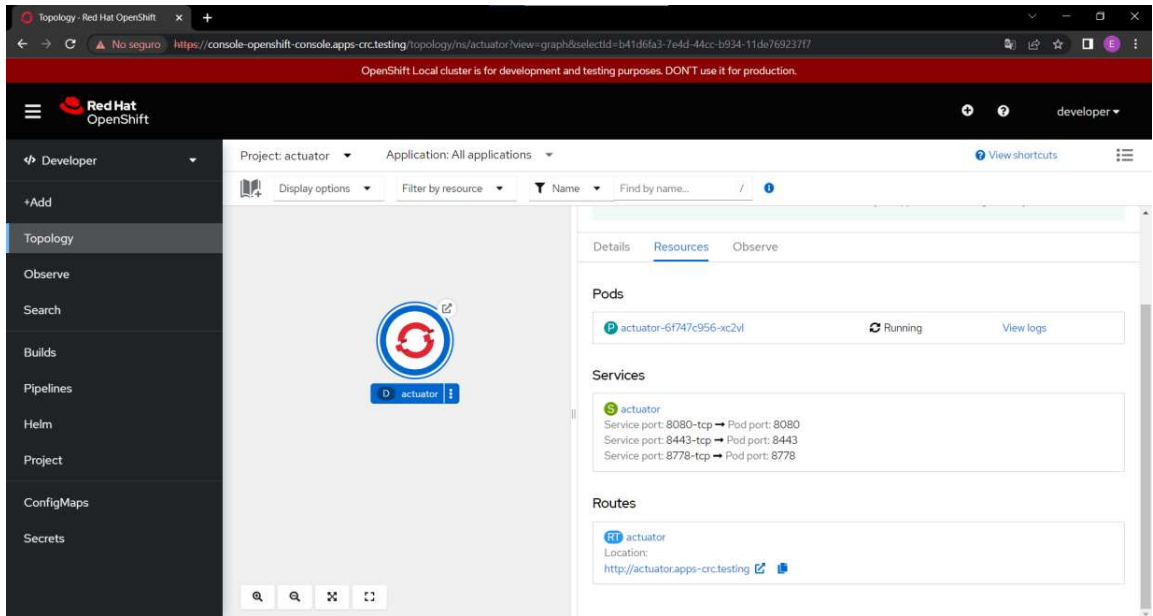 Topology - Red Hat OpenShift
No seguro https://console-openshift-console.apps-crc.testing/topology/ns/actuator?view=graph&selectId=b41d6fa3-7e4d-44cc-b934-11de769237f7
E
OpenShift Local cluster is for development and testing purposes. DON'T use it for production.
Red Hat
OpenShift
developer
Developer
+Add
Topology
Observe
Search
Builds
Pipelines
Helm
Project
ConfigMaps
Secrets
Project: actuator Application: All applications View shortcuts
Display options Filter by resource Name Find by name... /
D actuator
Details Resources Observe
Pods
P actuator-6f747c956-xc2vl Running View logs
Services
S actuator
Service port: 8080-tcp → Pod port: 8080
Service port: 8443-tcp → Pod port: 8443
Service port: 8778-tcp → Pod port: 8778
Routes
RT actuator
Location:
http://actuator.apps-crc.testing